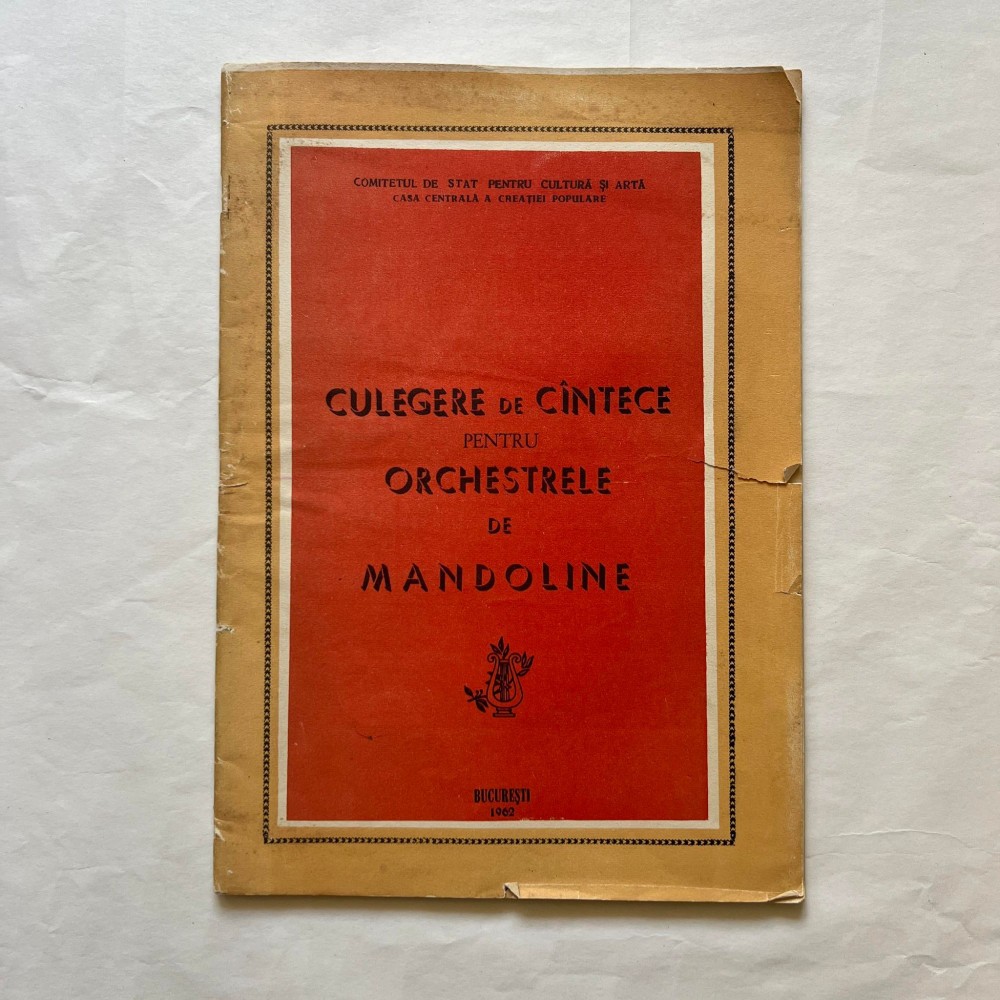 COMITETUL DE STAT PENTRU CULTURĂ ȘI ARTĂ
CASA CENTRALĂ A CREAȚIEI POPULARE
CULEGERE DE CÎNTECE
PENTRU
ORCHESTRELE
DE
MANDOLINE
BUCUREȘTI
1962